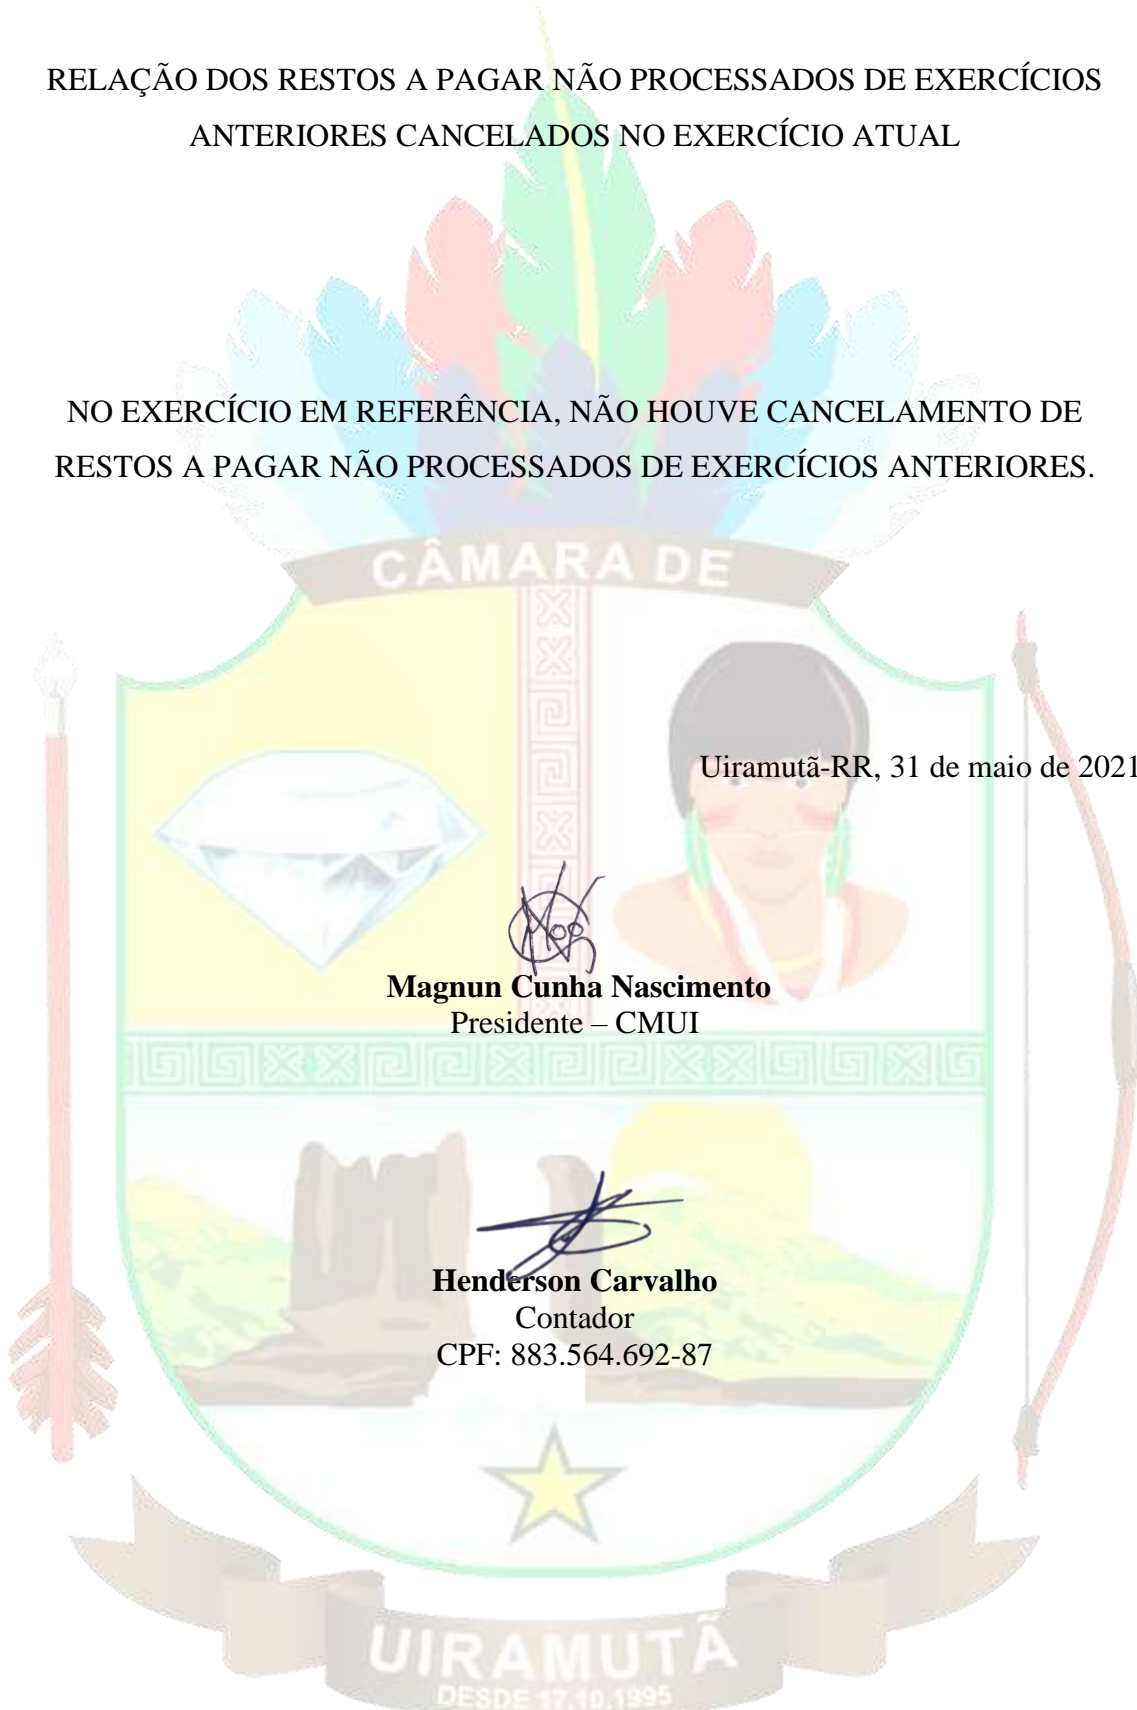 RELAÇÃO DOS RESTOS A PAGAR NÃO PROCESSADOS DE EXERCÍCIOS
ANTERIORES CANCELADOS NO EXERCÍCIO ATUAL
NO EXERCÍCIO EM REFERÊNCIA, NÃO HOUVE CANCELAMENTO DE
RESTOS A PAGAR NÃO PROCESSADOS DE EXERCÍCIOS ANTERIORES.
CÂMARA DE
Uiramutã-RR, 31 de maio de 2021
Magnun Cunha Nascimento
Presidente – CMUI
Henderson Carvalho
Contador
CPF: 883.564.692-87
UIRAMUTÃ
DESDE 17.10.1995